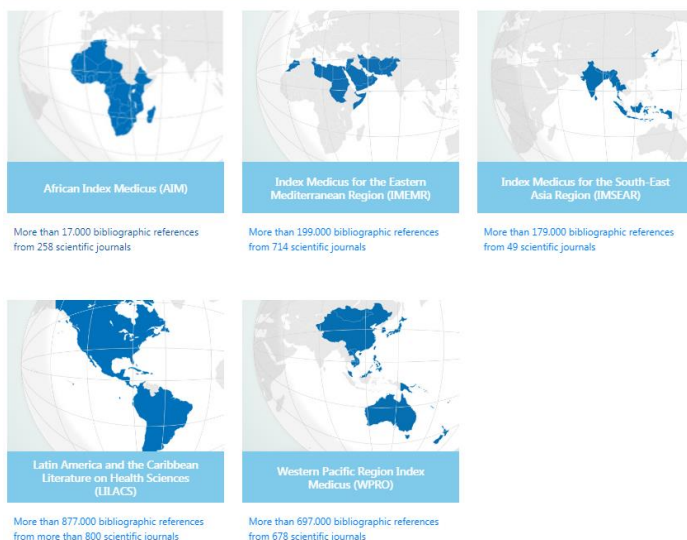 African Index Medicus (AIM)
More than 17.000 bibliographic references
from 258 scientific journals
Index Medicus for the Eastern
Mediterranean Region (IMEMR)
More than 199.000 bibliographic references
from 714 scientific journals
Index Medicus for the South-East
Asia Region (IMSEAR)
More than 179.000 bibliographic references
from 49 scientific journals
Latin America and the Caribbean
Literature on Health Sciences
(LILACS)
More than 877.000 bibliographic references
from more than 800 scientific journals
Western Pacific Region Index
Medicus (WPRO)
More than 697.000 bibliographic references
from 678 scientific journals